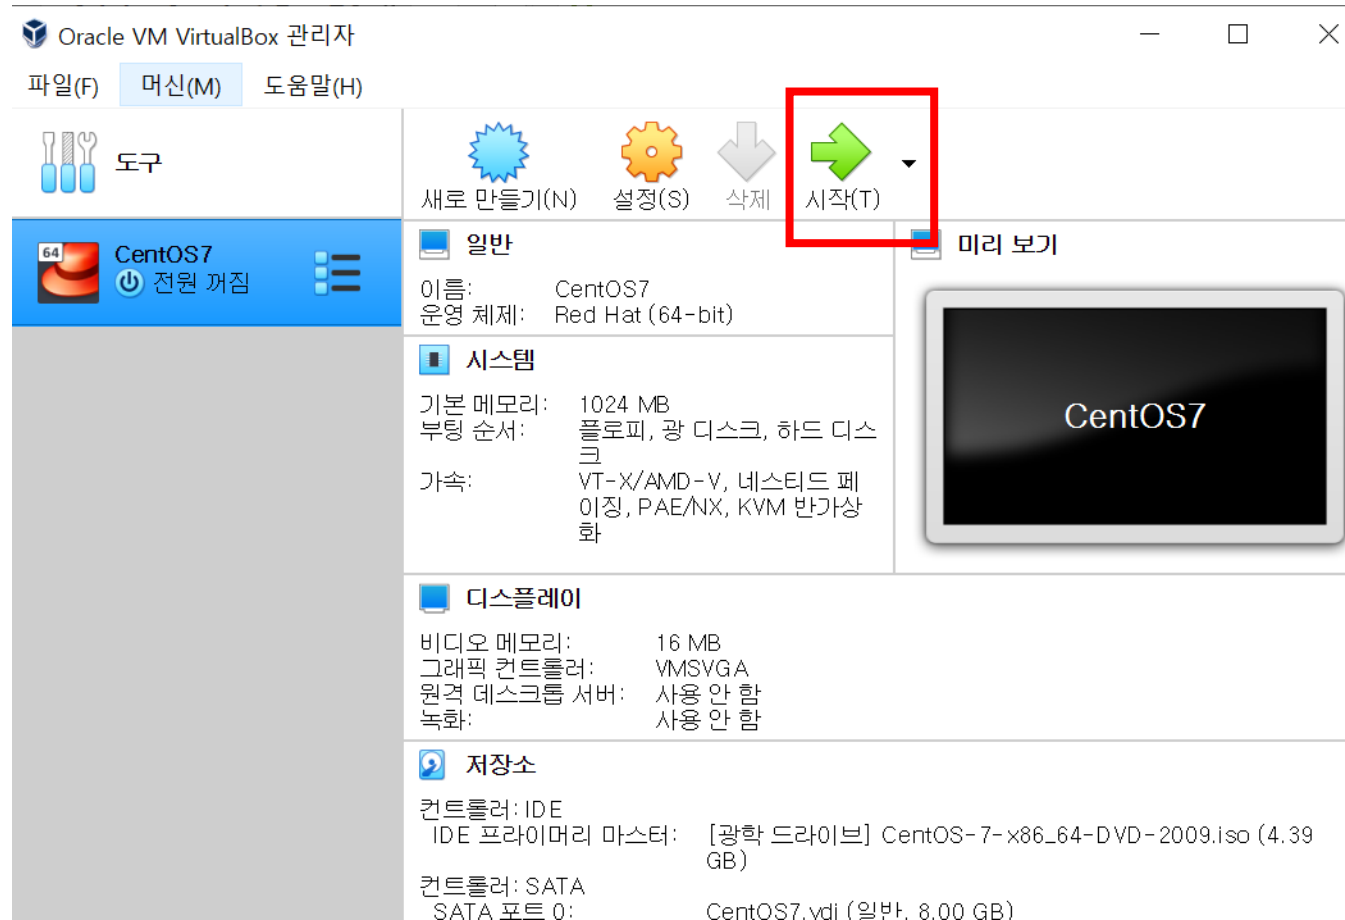 Oracle VM VirtualBox 관리자
파일(F) 머신(M) 도움말(H)
도구
새로 만들기(N) 설정(S) 삭제 시작(T)
64
CentOS7
전원 꺼짐
일반
이름: CentOS7
운영 체제: Red Hat (64-bit)
미리 보기
CentOS7
시스템
기본 메모리: 1024 MB
부팅 순서: 플로피, 광 디스크, 하드 디스
크
가속: VT-X/AMD-V, 네스티드 페
이징, PAE/NX, KVM 반가상
화
디스플레이
비디오 메모리: 16 MB
그래픽 컨트롤러: VMSVGA
원격 데스크톱 서버: 사용 안 함
녹화: 사용 안 함
저장소
컨트롤러: IDE
IDE 프라이머리 마스터: [광학 드라이브] CentOS-7-x86_64-DVD-2009.iso (4.39
GB)
컨트롤러: SATA
SATA 포트 0: CentOS7.vdi (일반, 8.00 GB)